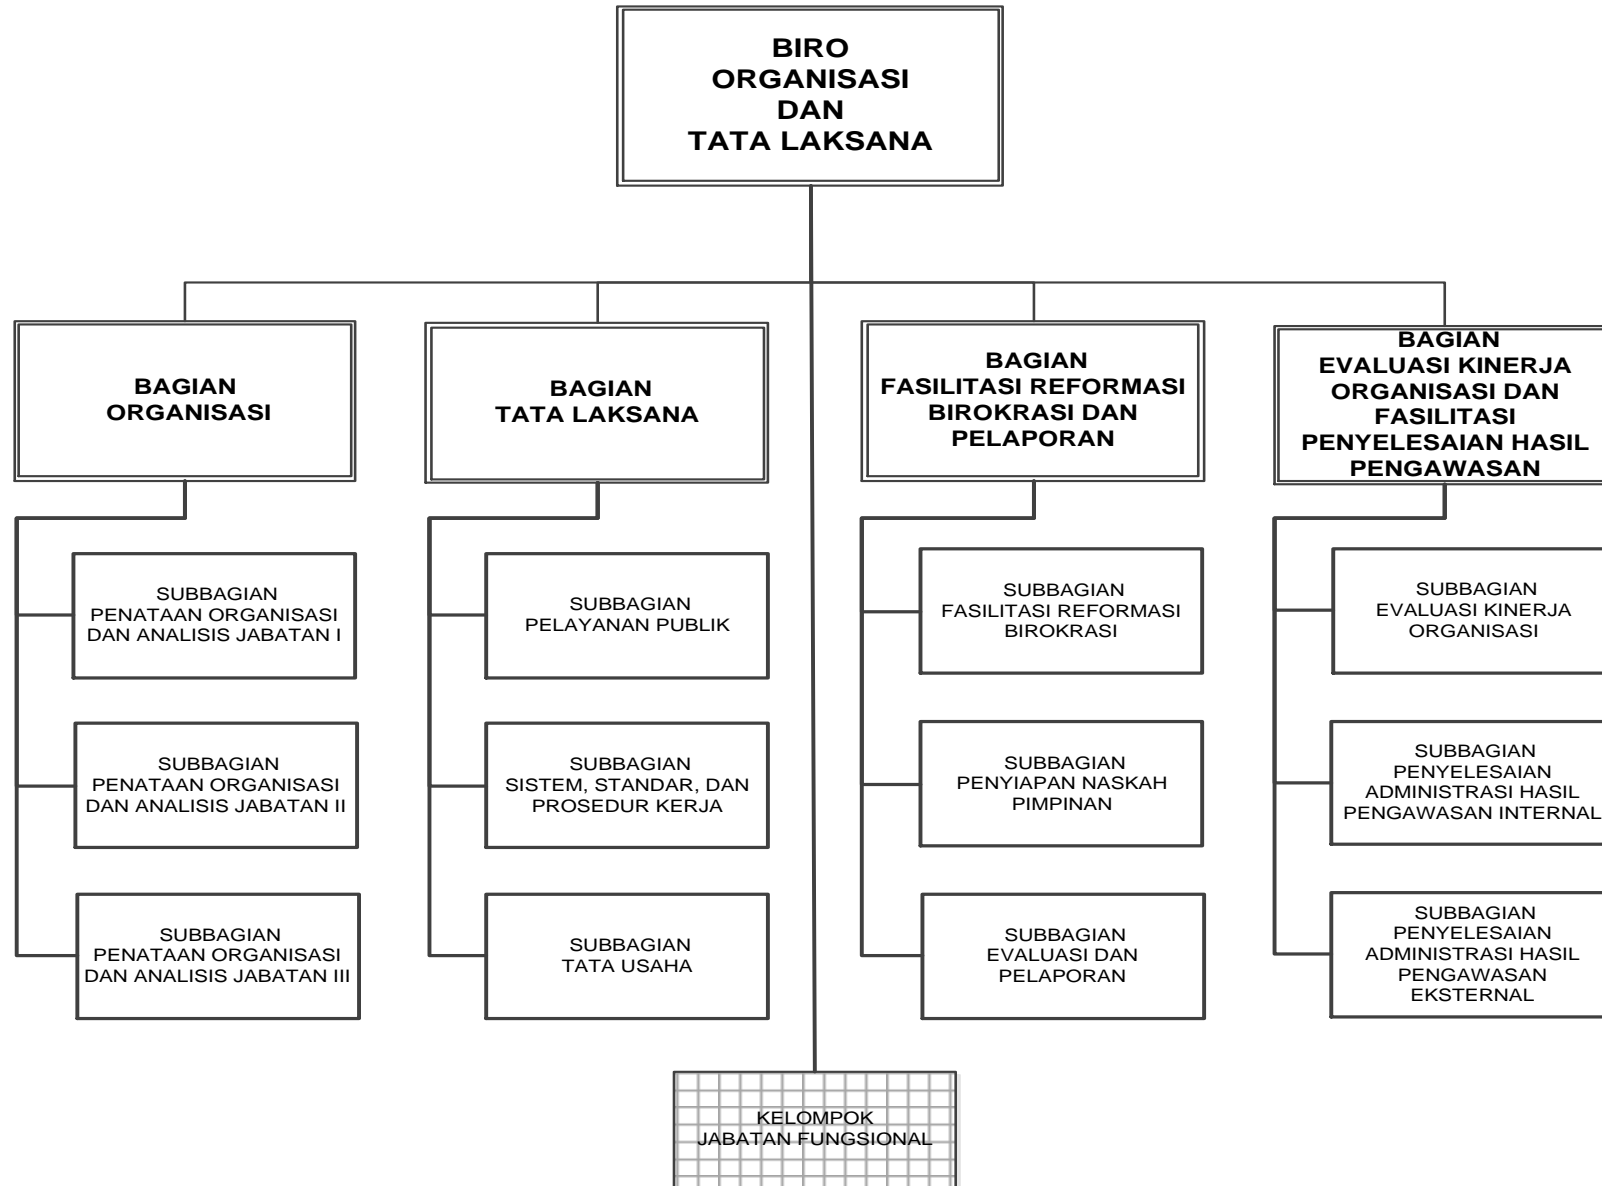 BIRO
ORGANISASI
DAN
TATA LAKSANA
BAGIAN
ORGANISASI
BAGIAN
TATA LAKSANA
BAGIAN
FASILITASI REFORMASI
BIROKRASI DAN
PELAPORAN
BAGIAN
EVALUASI KINERJA
ORGANISASI DAN
FASILITASI
PENYELESAIAN HASIL
PENGAWASAN
SUBBAGIAN
PENATAAN ORGANISASI
DAN ANALISIS JABATAN I
SUBBAGIAN
PELAYANAN PUBLIK
SUBBAGIAN
FASILITASI REFORMASI
BIROKRASI
SUBBAGIAN
EVALUASI KINERJA
ORGANISASI
SUBBAGIAN
PENATAAN ORGANISASI
DAN ANALISIS JABATAN II
SUBBAGIAN
SISTEM, STANDAR, DAN
PROSEDUR KERJA
SUBBAGIAN
PENYIAPAN NASKAH
PIMPINAN
SUBBAGIAN
PENYELESAIAN
ADMINISTRASI HASIL
PENGAWASAN INTERNAL
SUBBAGIAN
PENATAAN ORGANISASI
DAN ANALISIS JABATAN III
SUBBAGIAN
TATA USAHA
SUBBAGIAN
EVALUASI DAN
PELAPORAN
SUBBAGIAN
PENYELESAIAN
ADMINISTRASI HASIL
PENGAWASAN
EKSTERNAL
KELOMPOK
JABATAN FUNGSIONAL